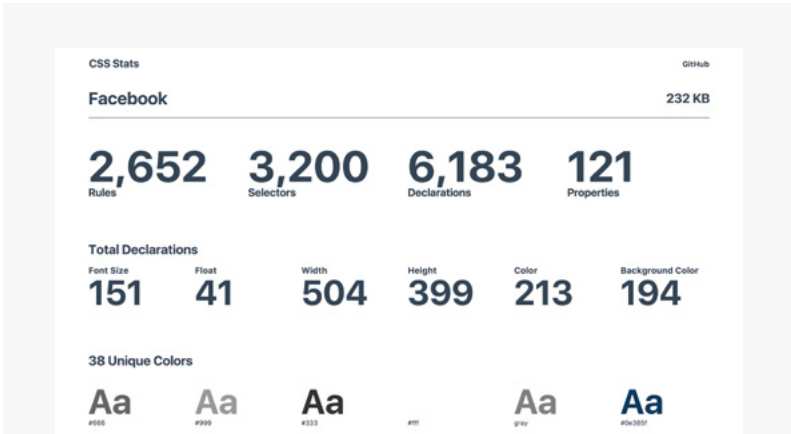 CSS Stats GitHub
Facebook 232 KB
2,652 3,200 6,183 121
Rules Selectors Declarations Properties
Total Declarations
Font Size Float Width Height Color Background Color
151 41 504 399 213 194
38 Unique Colors
Aa Aa Aa Aa Aa
#666 #999 #333 #fff gray #0e385f